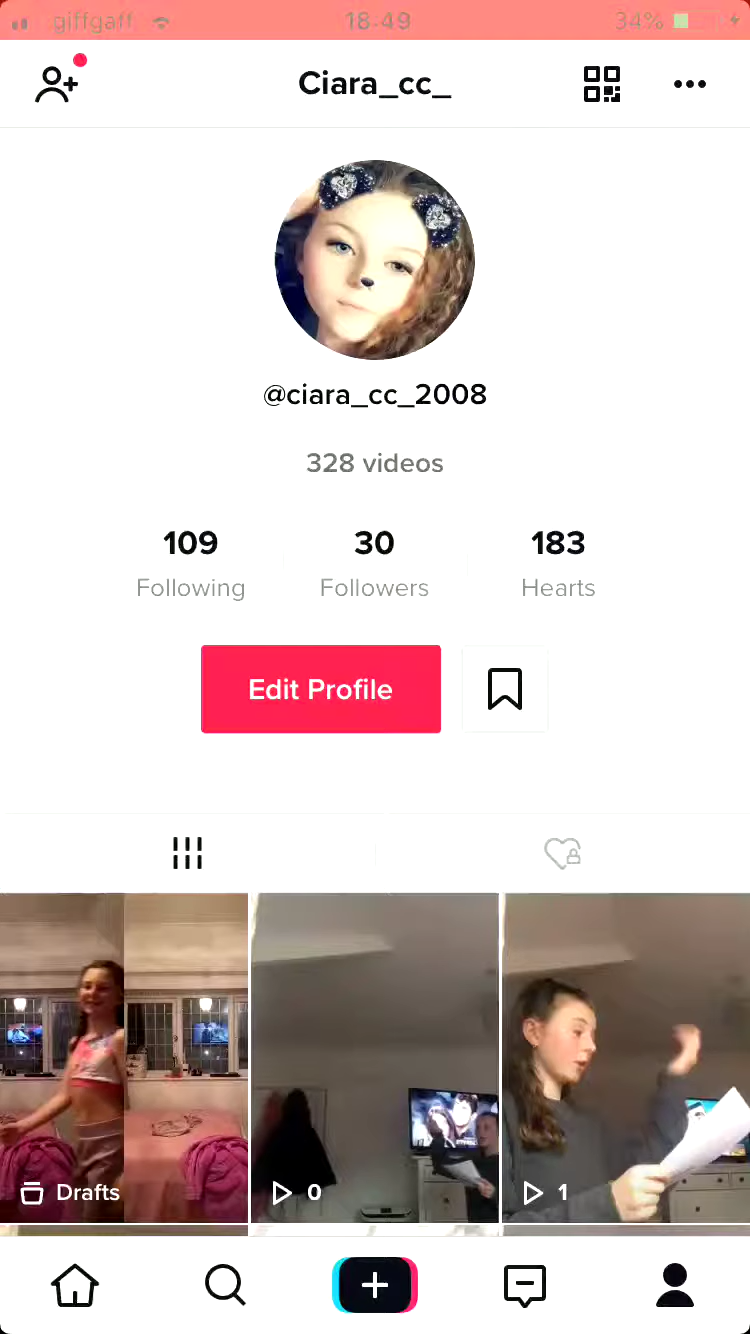 giffgaff 18:49 34%
Ciara_cc_
@ciara_cc_2008
328 videos
109 30 183
Following Followers Hearts
Edit Profile
Drafts 0 1